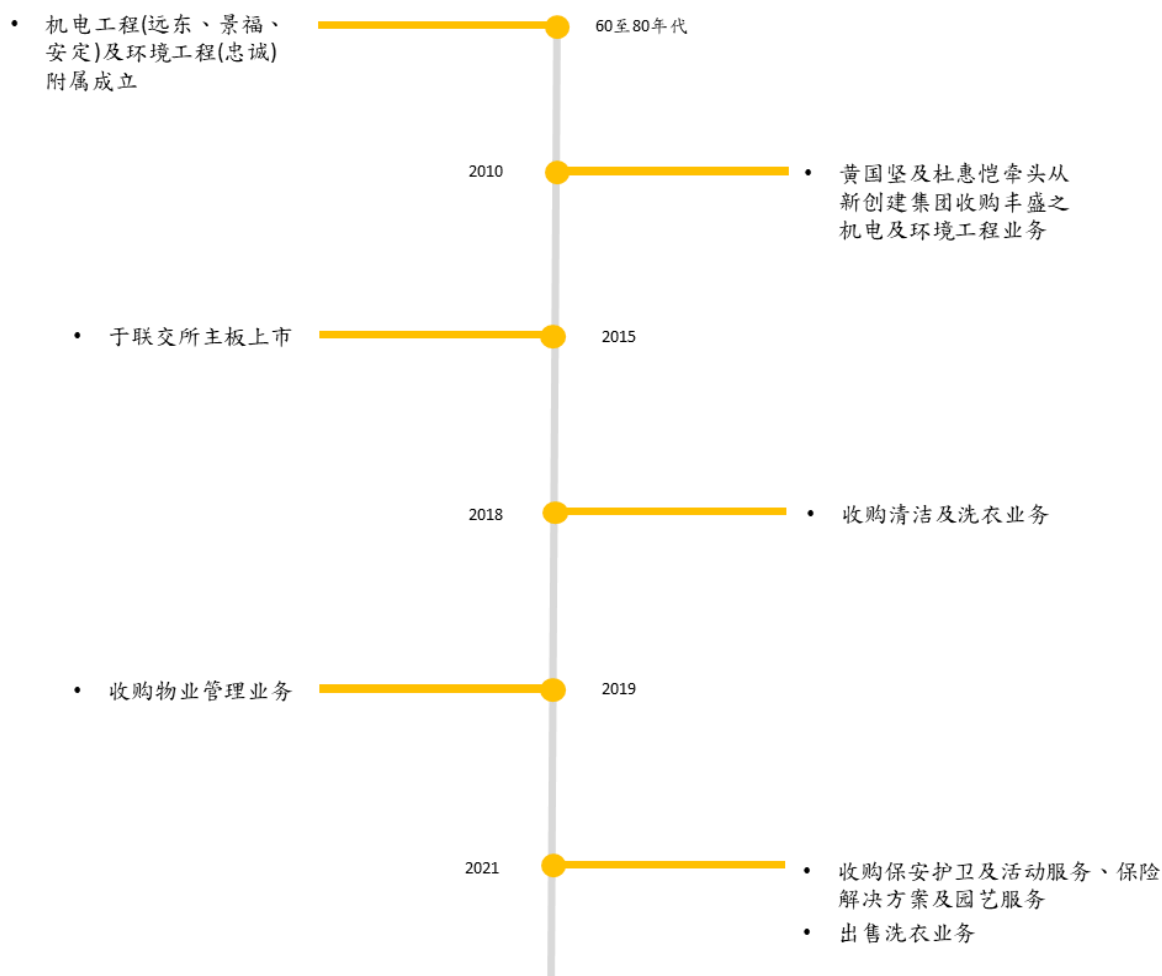 • 机电工程(远东、景福、
安定)及环境工程(忠诚)
附属成立
60至80年代
2010
• 黄国坚及杜惠恺牵头从
新创建集团收购丰盛之
机电及环境工程业务
• 于联交所主板上市
2015
2018
• 收购清洁及洗衣业务
• 收购物业管理业务
2019
2021
• 收购保安护卫及活动服务、保险
解决方案及园艺服务
• 出售洗衣业务